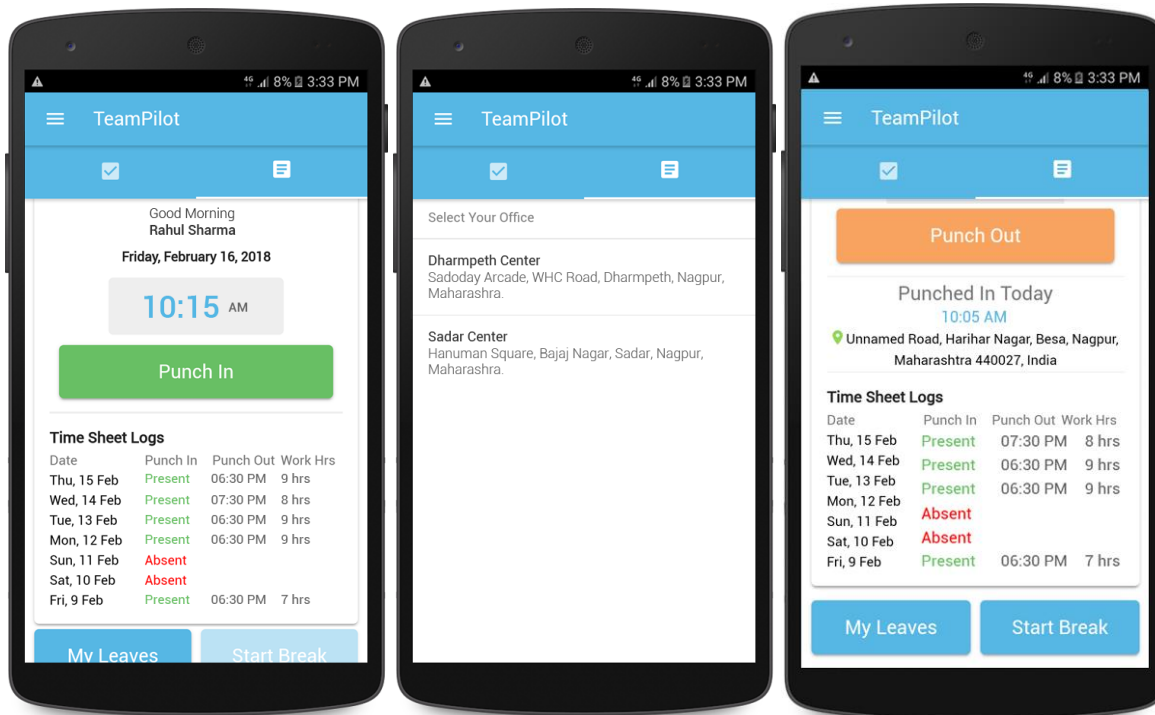 4G 8% 3:33 PM
TeamPilot
Good Morning
Rahul Sharma
Friday, February 16, 2018
10:15 AM
Punch In
Time Sheet Logs
Date Punch In Punch Out Work Hrs
Thu, 15 Feb Present 06:30 PM 9 hrs
Wed, 14 Feb Present 07:30 PM 8 hrs
Tue, 13 Feb Present 06:30 PM 9 hrs
Mon, 12 Feb Present 06:30 PM 9 hrs
Sun, 11 Feb Absent
Sat, 10 Feb Absent
Fri, 9 Feb Present 06:30 PM 7 hrs
My Leaves Start Break
4G 8% 3:33 PM
TeamPilot
Select Your Office
Dharmpeth Center
Sadoday Arcade, WHC Road, Dharmpeth, Nagpur,
Maharashra.
Sadar Center
Hanuman Square, Bajaj Nagar, Sadar, Nagpur,
Maharashra.
4G 8% 3:33 PM
TeamPilot
Punch Out
Punched In Today
10:05 AM
Unnamed Road, Harihar Nagar, Besa, Nagpur,
Maharashtra 440027, India
Time Sheet Logs
Date Punch In Punch Out Work Hrs
Thu, 15 Feb Present 07:30 PM 8 hrs
Wed, 14 Feb Present 06:30 PM 9 hrs
Tue, 13 Feb Present 06:30 PM 9 hrs
Mon, 12 Feb Absent
Sun, 11 Feb Absent
Sat, 10 Feb
Fri, 9 Feb Present 06:30 PM 7 hrs
My Leaves Start Break